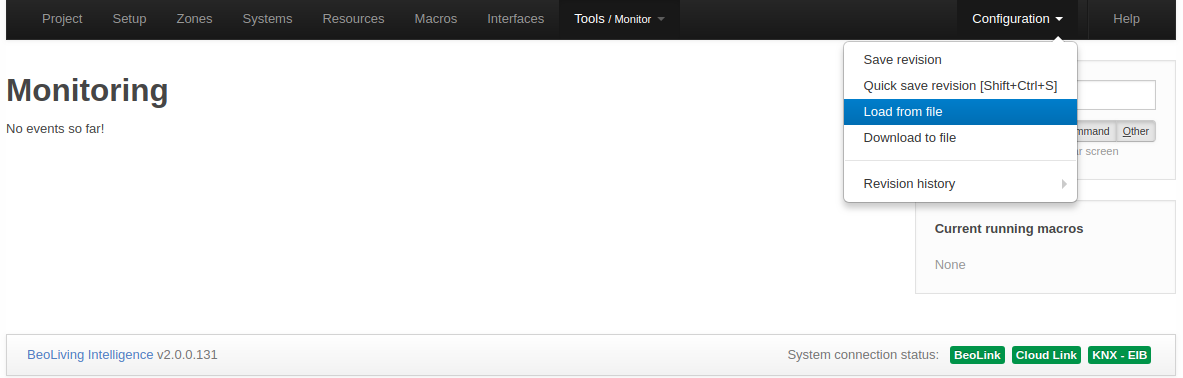 Project Setup Zones Systems Resources Macros Interfaces Tools / Monitor Configuration Help
Save revision
Quick save revision [Shift+Ctrl+S]
Load from file
Download to file
Revision history
Monitoring
No events so far!
Other
screen
Current running macros
None
BeoLiving Intelligence v2.0.0.131 System connection status: BeoLink Cloud Link KNX - EIB